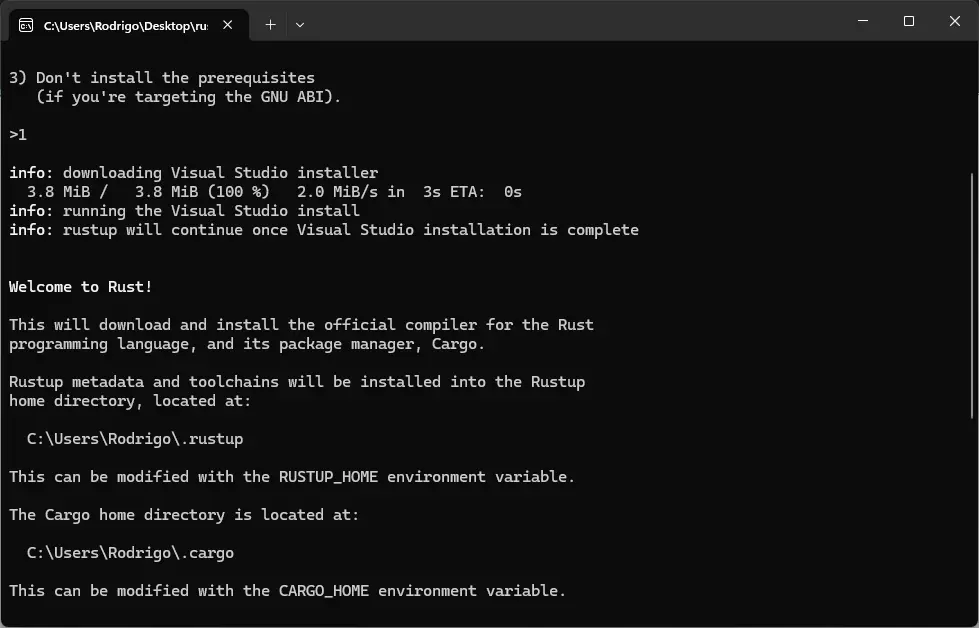 C:\Users\Rodrigo\Desktop\ru
3) Don't install the prerequisites
(if you're targeting the GNU ABI).
>1
info: downloading Visual Studio installer
3.8 MiB / 3.8 MiB (100 %) 2.0 MiB/s in 3s ETA: 0s
info: running the Visual Studio install
info: rustup will continue once Visual Studio installation is complete
Welcome to Rust!
This will download and install the official compiler for the Rust
programming language, and its package manager, Cargo.
Rustup metadata and toolchains will be installed into the Rustup
home directory, located at:
C:\Users\Rodrigo\.rustup
This can be modified with the RUSTUP_HOME environment variable.
The Cargo home directory is located at:
C:\Users\Rodrigo\.cargo
This can be modified with the CARGO_HOME environment variable.